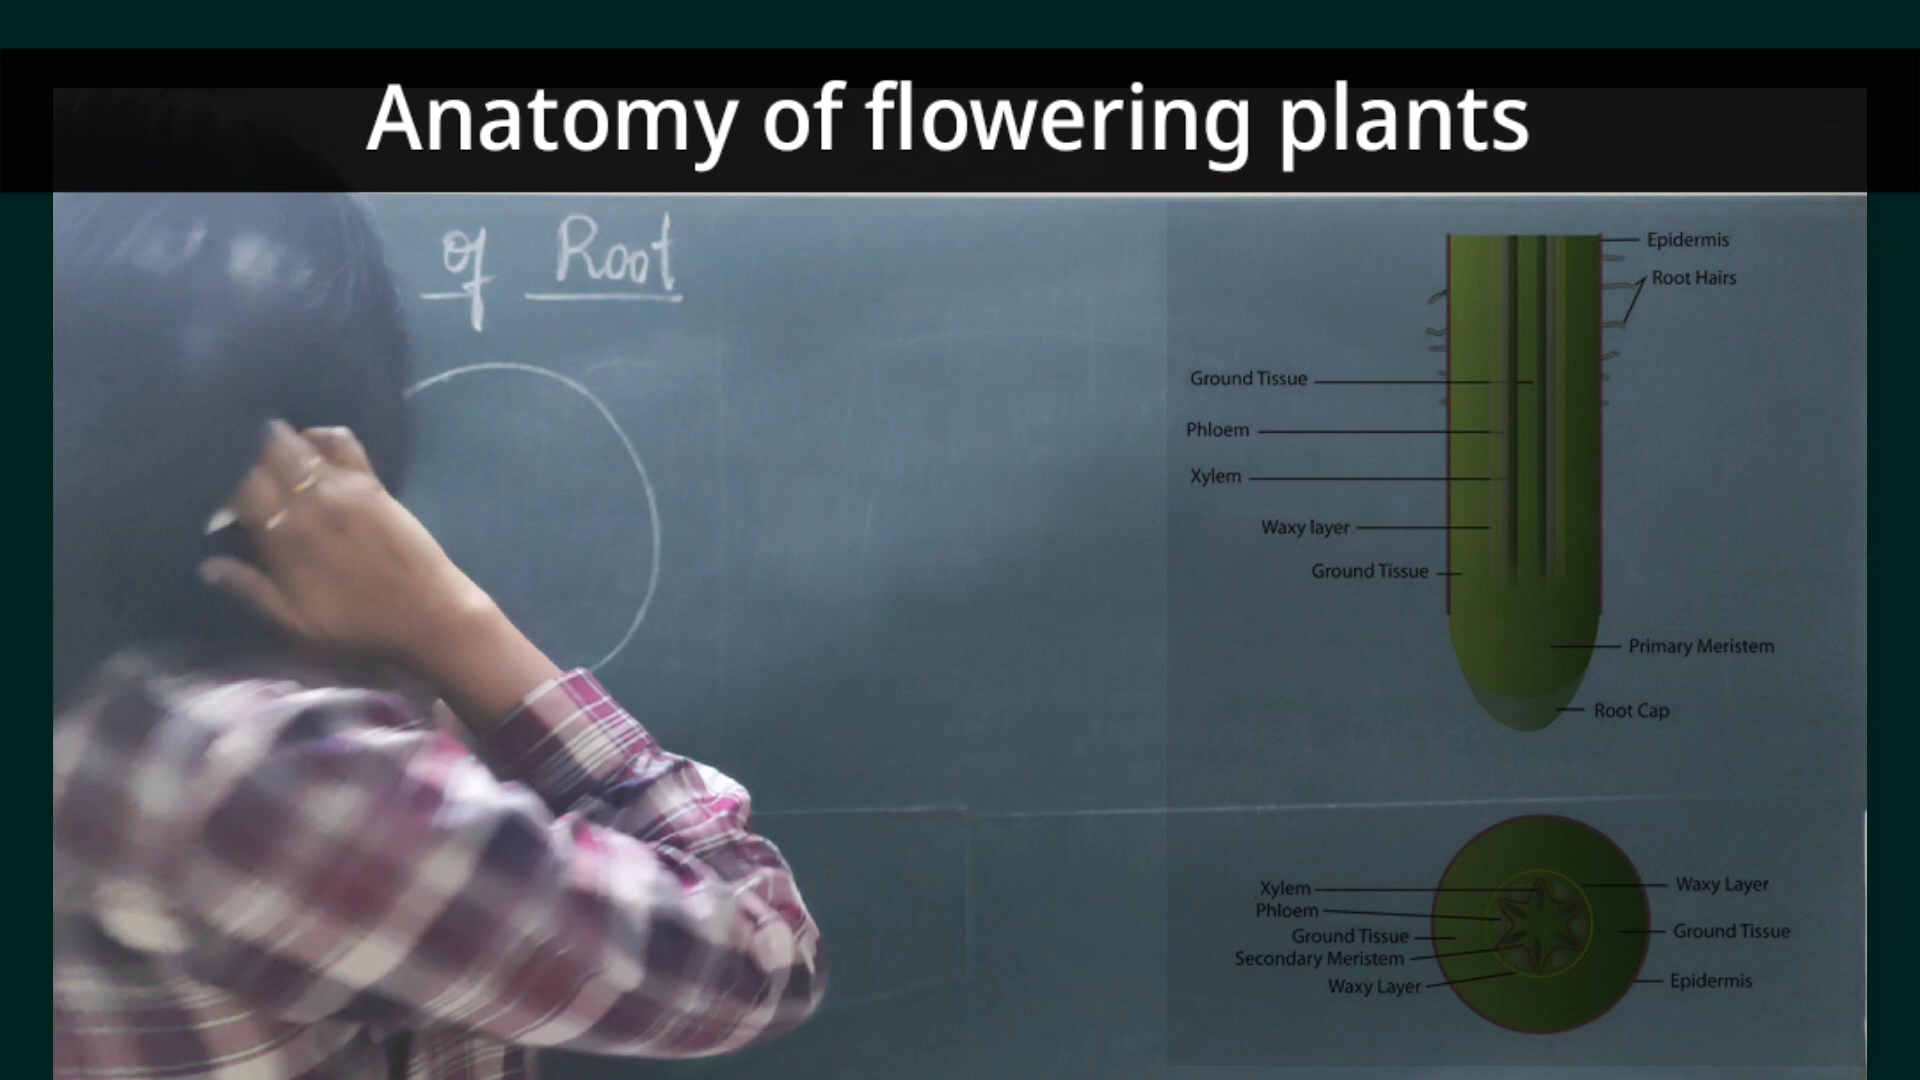 Anatomy of flowering plants
of Root
Epidermis
Root Hairs
Ground Tissue
Phloem
Xylem
Waxy layer
Ground Tissue
Primary Meristem
Root Cap
Xylem
Phloem
Ground Tissue
Secondary Meristem
Waxy Layer
Waxy Layer
Ground Tissue
Epidermis